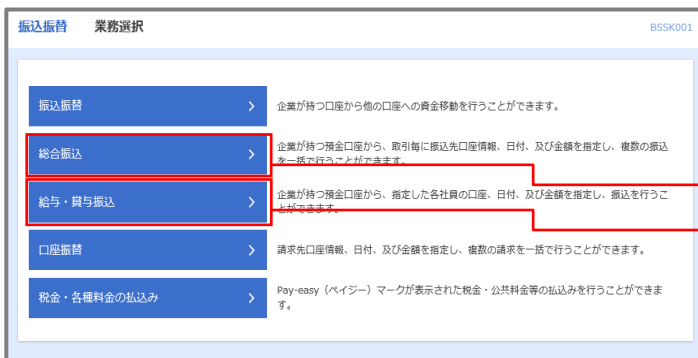 振込振替 業務選択 BSSK001
振込振替 企業が持つ口座から他の口座への資金移動を行うことができます。
総合振込 企業が持つ預金口座から、取引毎に振込先口座情報、日付、及び金額を指定し、複数の振込
を一括で行うことができます。
給与・賞与振込 企業が持つ預金口座から、指定した各社員の口座、日付、及び金額を指定し、振込を行うこ
とができます。
口座振替 請求先口座情報、日付、及び金額を指定し、複数の請求を一括で行うことができます。
税金・各種料金の払込み Pay-easy（ペイジー）マークが表示された税金・公共料金等の払込みを行うことができま
す。